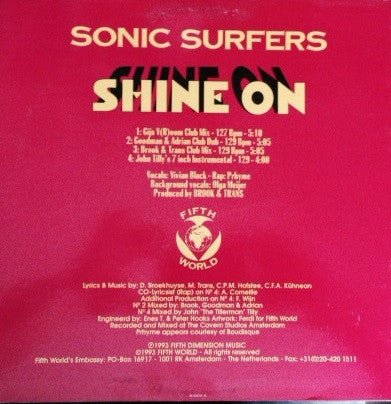 SONIC SURFERS
SHINE ON
1: Gijs V(R)oom Club Mix - 127 Bpm - 5:10
2: Goodman & Adrian Club Dub - 129 Bpm - 5:05
3: Brook & Trans Club Mix - 129 Bpm - 5:05
4: John Tilly's 7 inch Instrumental - 129 - 4:00
Vocals: Vivian Black - Rap: Prhyme
Background vocals: Olga Meijer
Produced by BROOK & TRANS
FIFTH
WORLD
Lyrics & Music by: D. Broekhuyse, M. Trans, C.P.M. Hofstee, C.F.A. Kühnean
CO-Lyricsist (Rap) on Nº 4: A. Corneille
Additional Production on Nº 4: F. Wijn
Nº 2 Mixed by: Brook, Goodman & Adrian
Nº 4 Mixed by John "The Tillerman" Tilly
Engineerd by: Enes T. & Peter Hooks Artwork: Ferdi for Fifth World
Recorded and Mixed at The Cavern Studios Amsterdam
Prhyme appears courtesy of Boudisque
℗1993 FIFTH DIMENSION MUSIC
©1993 FIFTH WORLD - All Rights Reserved
Fifth World's Embassy: PO-Box 16917 - 1001 RK Amsterdam - The Netherlands - Fax: +31(0)20-420 1511